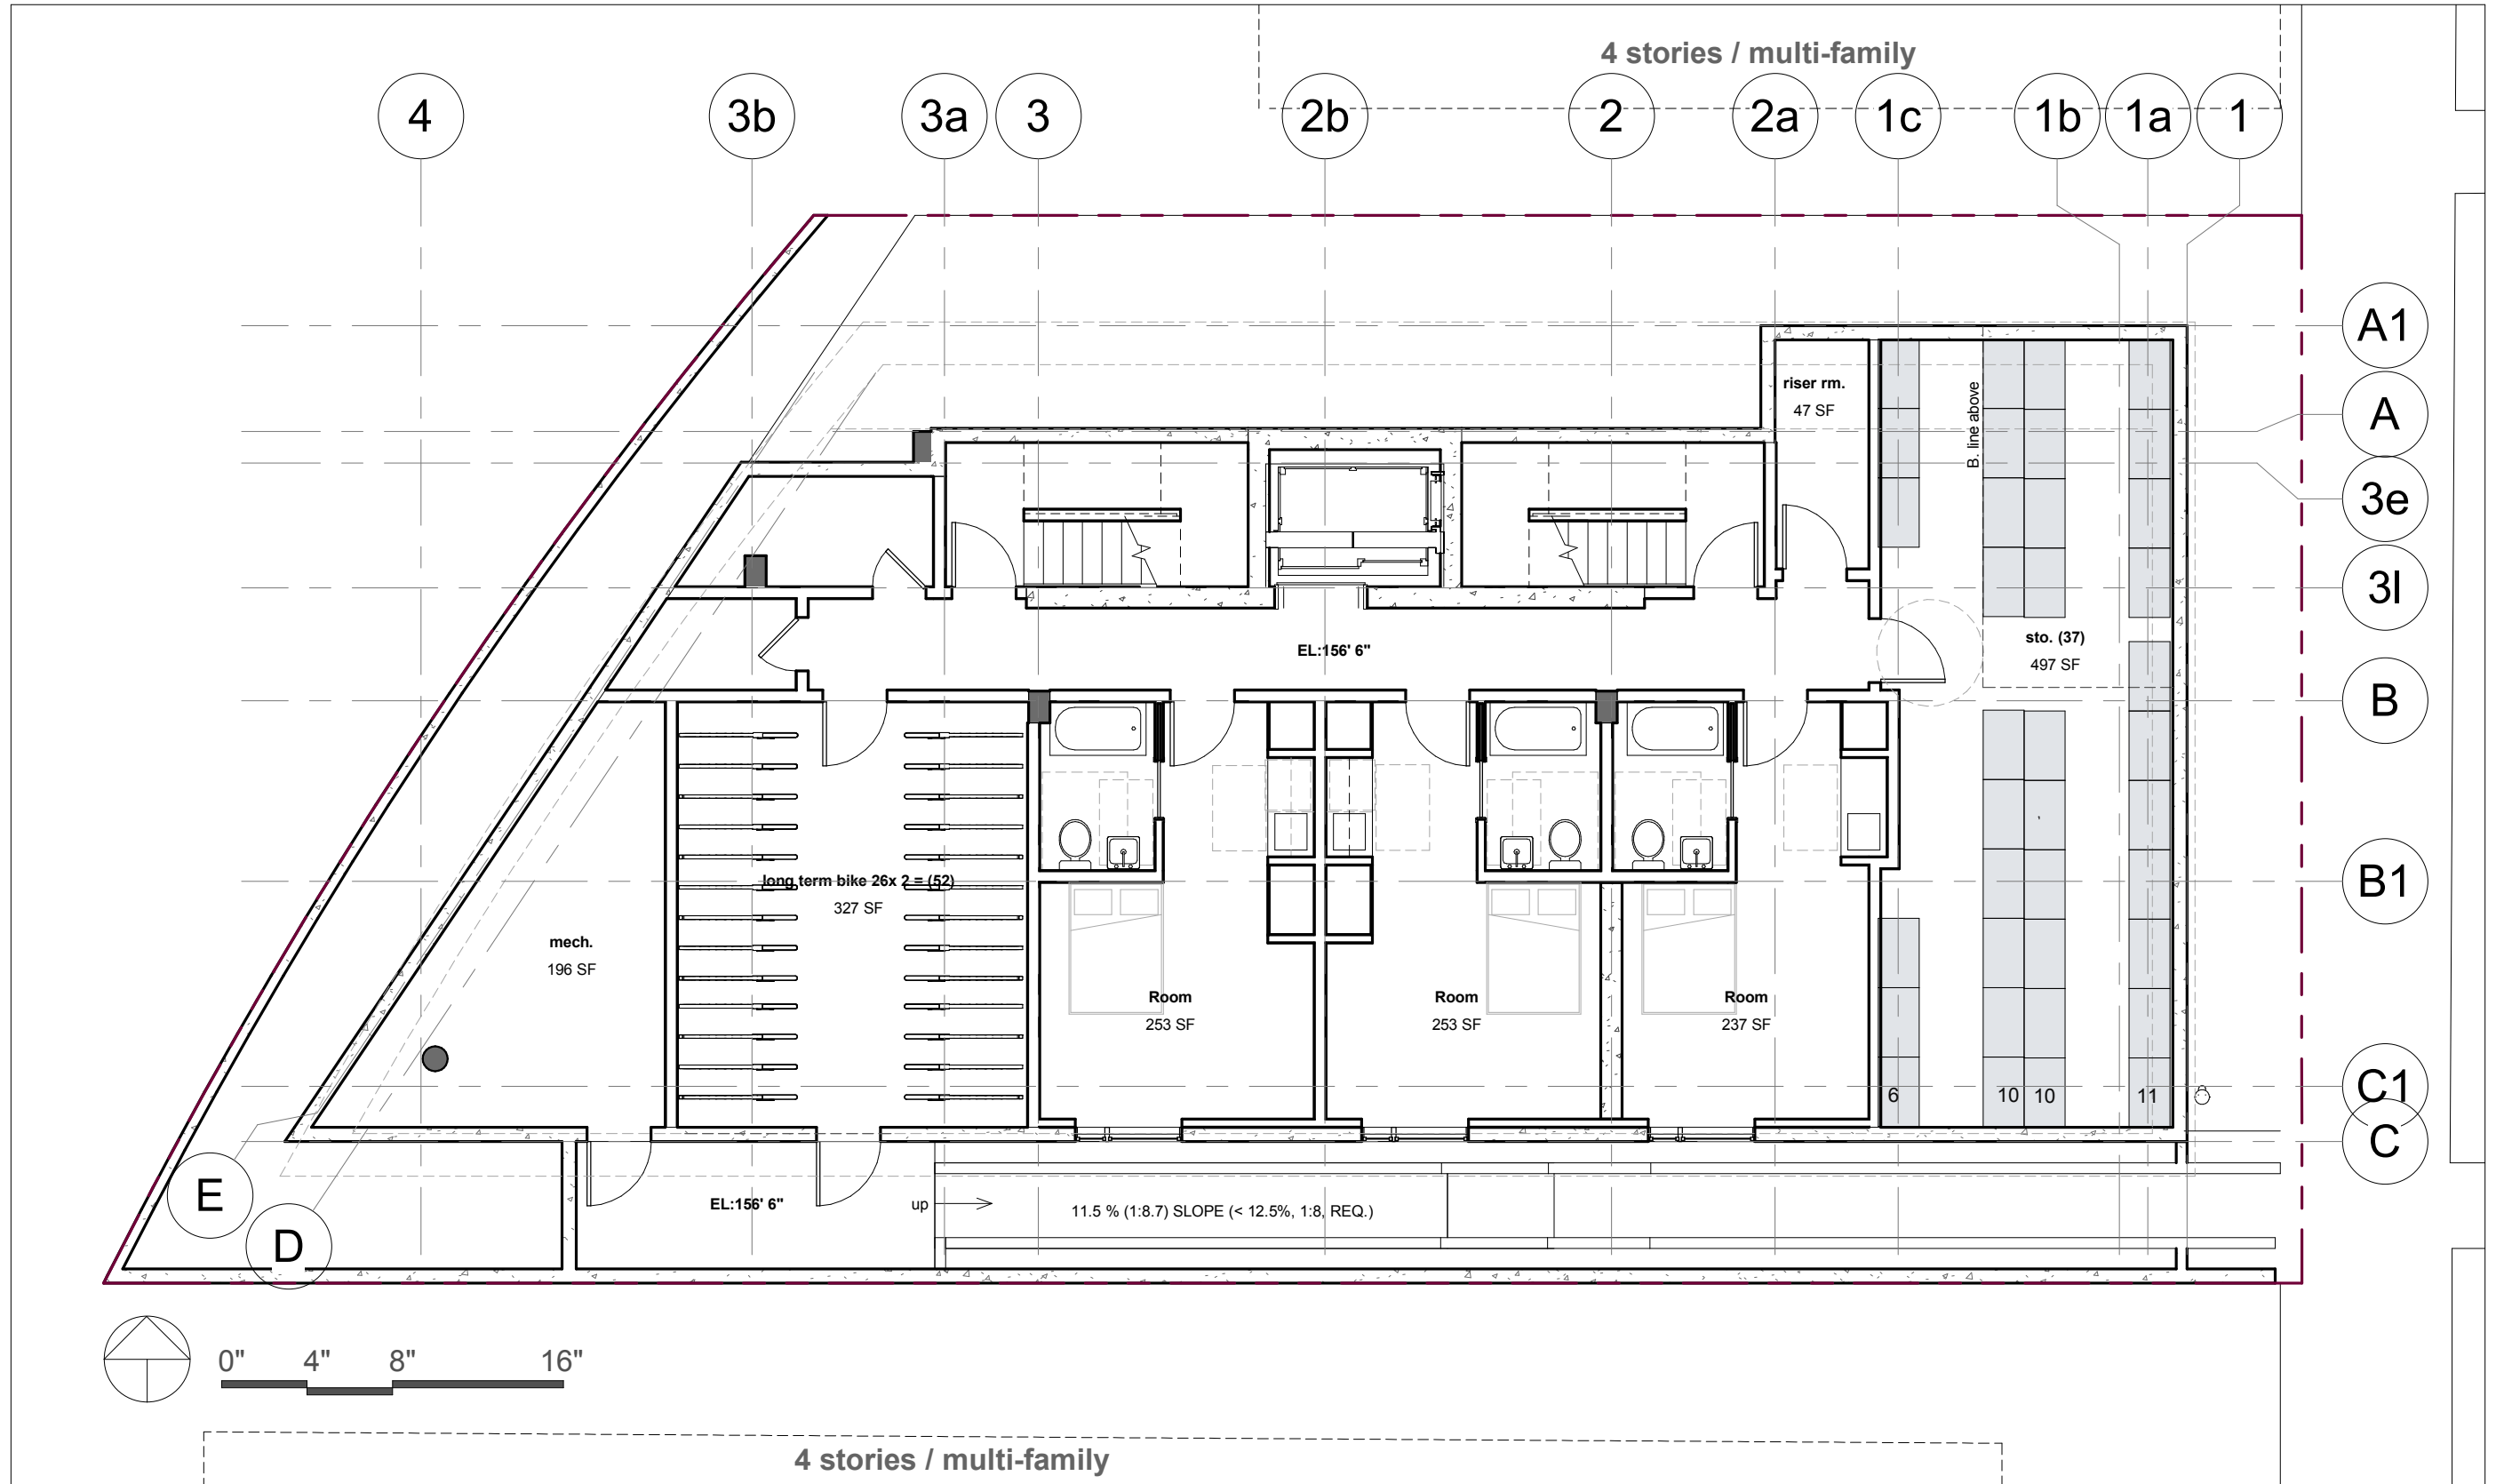 4 stories / multi-family
4
3b
3a
3
2b
2
2a
1c
1b
1a
1
A1
A
3e
3l
B
B1
C1
C
E
D
riser rm.
47 SF
B. line above
sto. (37)
497 SF
EL:156' 6"
long term bike 26x 2 = (52)
327 SF
mech.
196 SF
Room
253 SF
Room
253 SF
Room
237 SF
6
10
10
11
EL:156' 6"
up
11.5 % (1:8.7) SLOPE (< 12.5%, 1:8, REQ.)
0"
4"
8"
16"
4 stories / multi-family